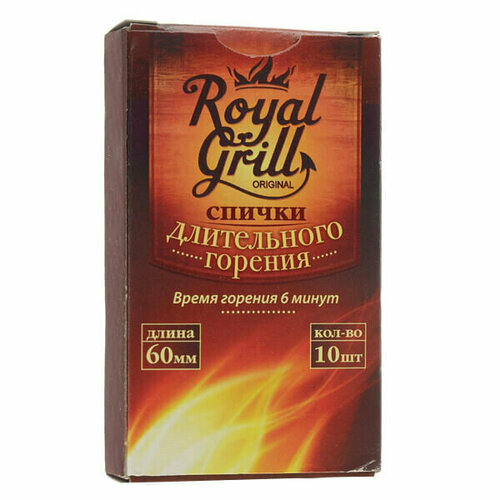 Royal
Grill
ORIGINAL
спички
длительного
горения
Время горения 6 минут
длина
60мм
кол-во
10шт